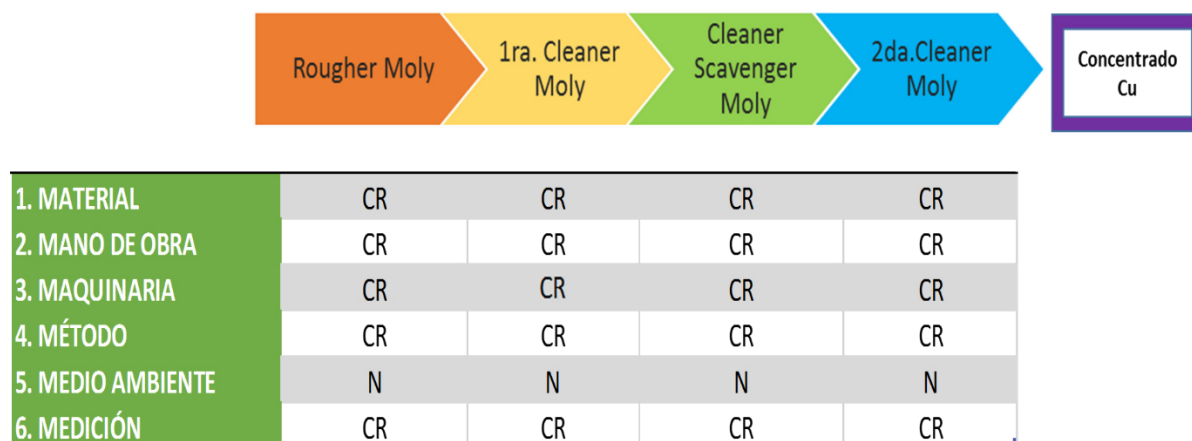 Rougher Moly
1ra. Cleaner
Moly
Cleaner
Scavenger
Moly
2da.Cleaner
Moly
Concentrado
Cu
1. MATERIAL CR CR CR CR
2. MANO DE OBRA CR CR CR CR
3. MAQUINARIA CR CR CR CR
4. MÉTODO CR CR CR CR
5. MEDIO AMBIENTE N N N N
6. MEDICIÓN CR CR CR CR